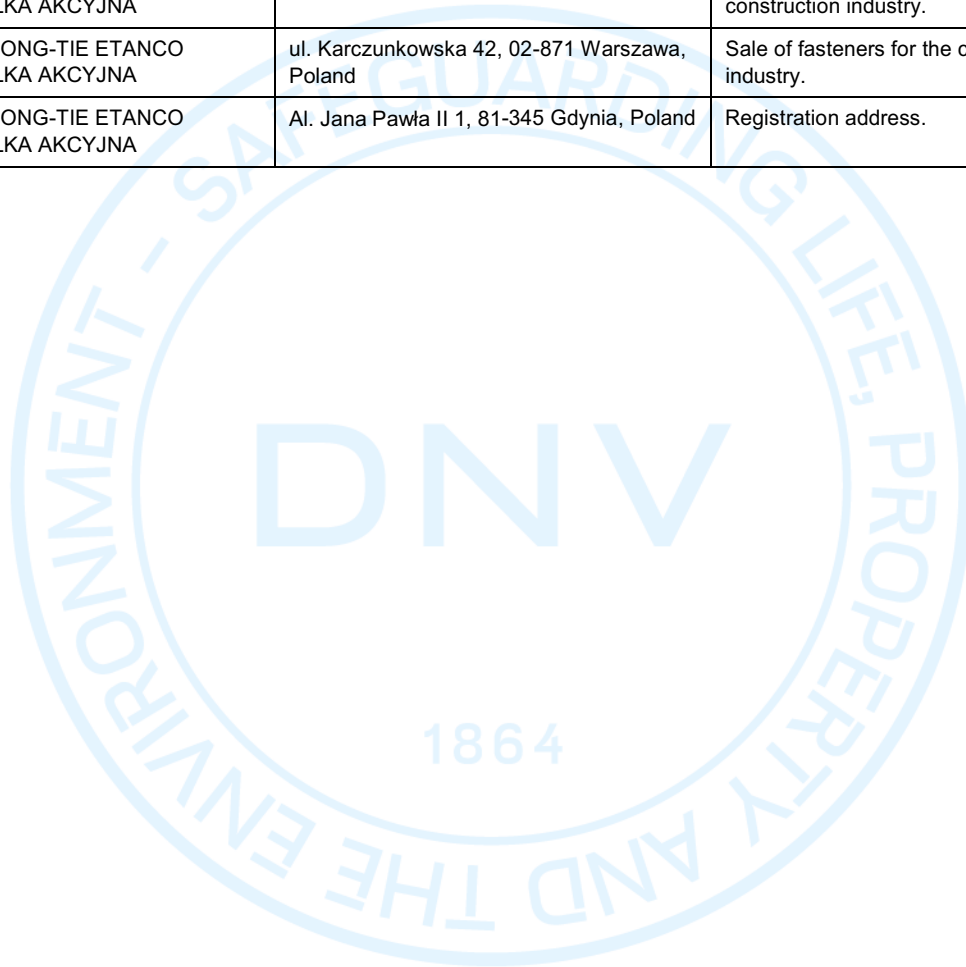 LKA AKCYJNA
construction industry.
ONG-TIE ETANCO
LKA AKCYJNA
ul. Karczunkowska 42, 02-871 Warszawa,
Poland
Sale of fasteners for the c
industry.
ONG-TIE ETANCO
LKA AKCYJNA
Al. Jana Pawła II 1, 81-345 Gdynia, Poland
Registration address.
SAFEGUARDING LIFE, PROPERTY AND THE ENVIRONMENT -
DNV
1864